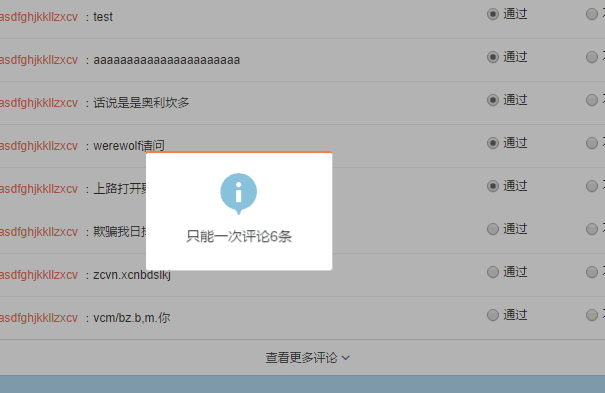 asdfghjkkllzxcv : test 通过
asdfghjkkllzxcv : aaaaaaaaaaaaaaaaaaaaaa 通过
asdfghjkkllzxcv : 话说是是奥利坎多 通过
asdfghjkkllzxcv : werewolf请问 通过
asdfghjkkllzxcv : 上路打开 通过
只能一次评论6条
asdfghjkkllzxcv : 欺骗我日 通过
asdfghjkkllzxcv : zcvn.xcnbdslkj 通过
asdfghjkkllzxcv : vcm/bz.b,m.你 通过
查看更多评论